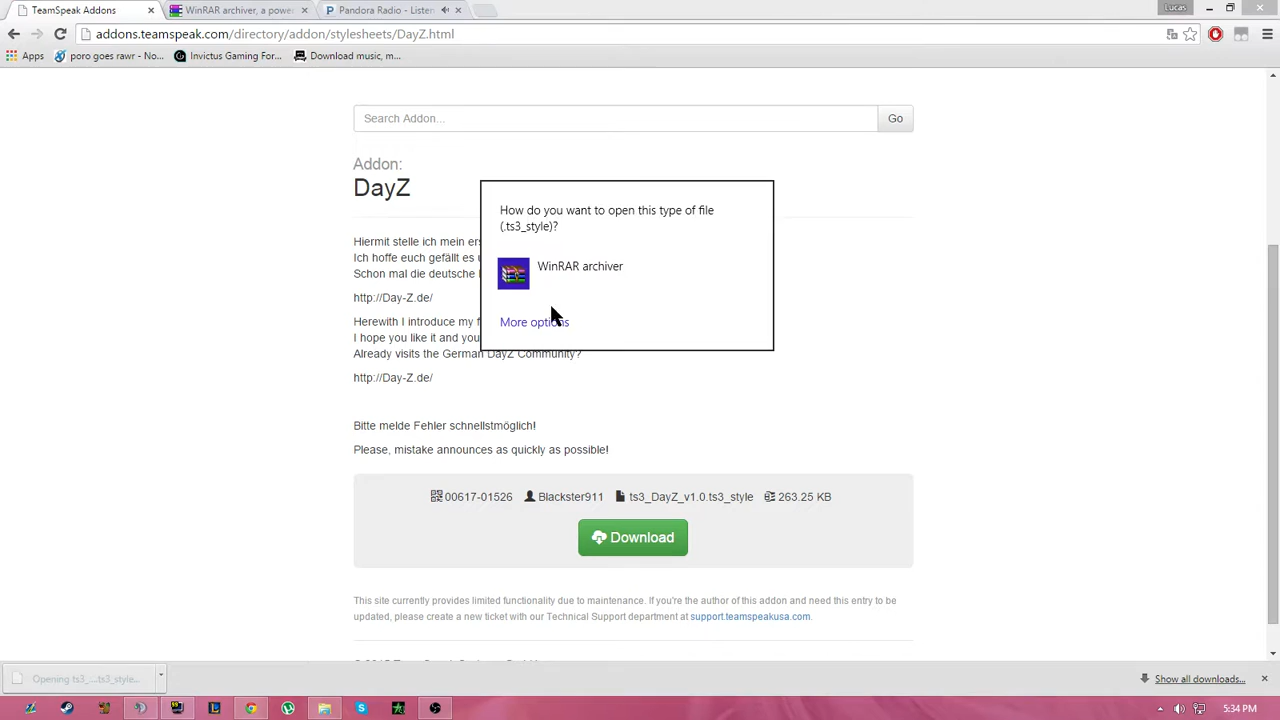 TeamSpeak Addons
WinRAR archiver, a power
Pandora Radio - Listen
Lucas
addons.teamspeak.com/directory/addon/stylesheets/DayZ.html
Apps
poro goes rawr - No...
Invictus Gaming For...
Download music, m...
Search Addon...
Go
Addon:
DayZ
Hiermit stelle ich mein ers
Ich hoffe euch gefällt es u
Schon mal die deutsche
http://Day-Z.de/
Herewith I introduce my f
I hope you like it and you
Already visits the German DayZ Community?
http://Day-Z.de/
How do you want to open this type of file
(.ts3_style)?
WinRAR archiver
More options
Bitte melde Fehler schnellstmöglich!
Please, mistake announces as quickly as possible!
00617-01526 Blackster911 ts3_DayZ_v1.0.ts3_style 263.25 KB
Download
This site currently provides limited functionality due to maintenance. If you're the author of this addon and need this entry to be
updated, please create a new ticket with our Technical Support department at support.teamspeakusa.com.
Opening ts3_....ts3_style...
Show all downloads...
5:34 PM